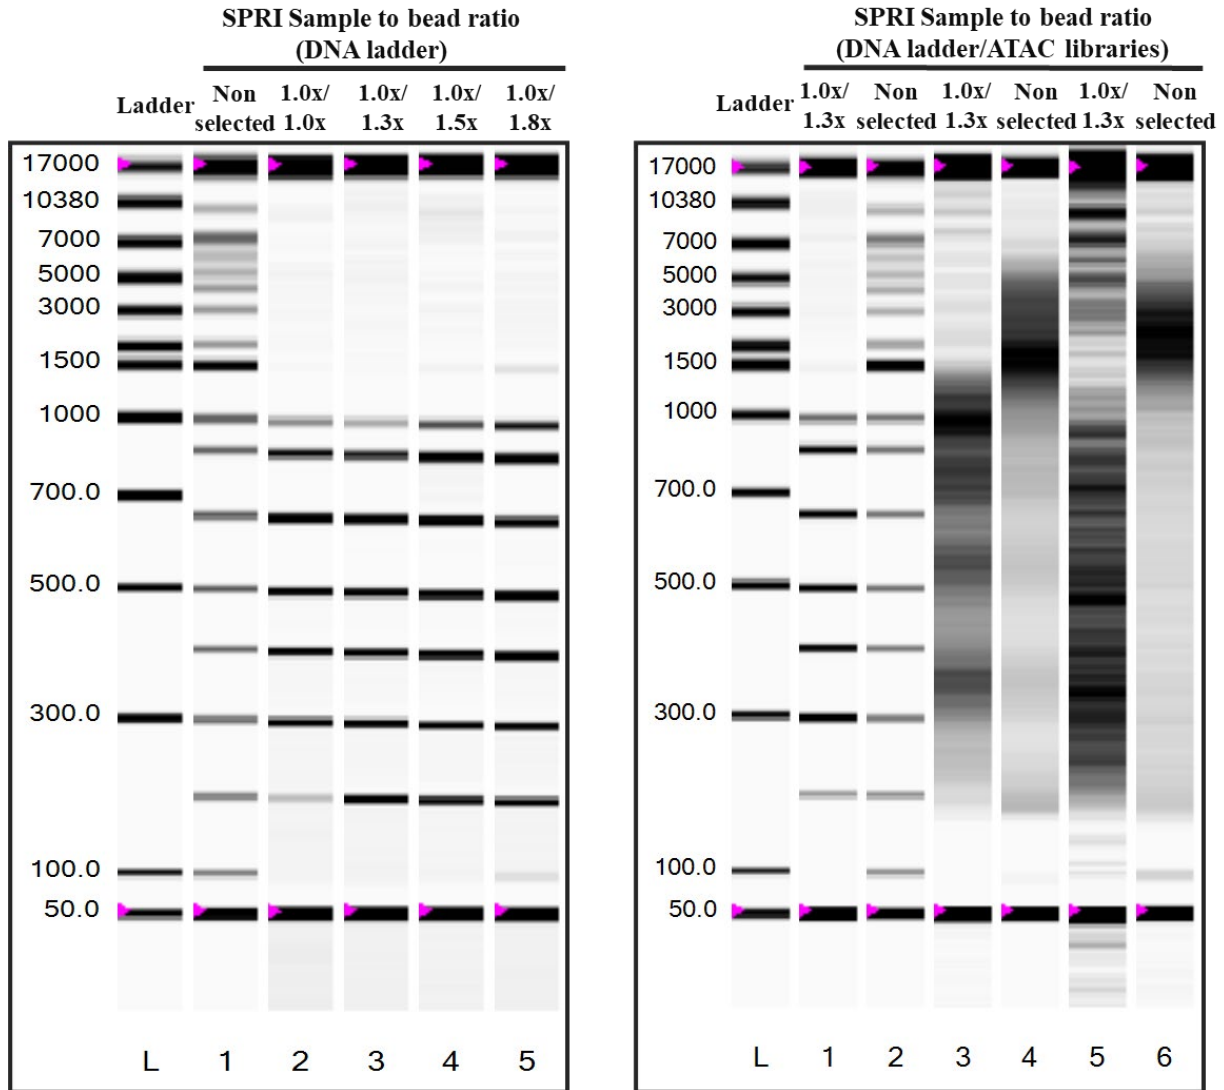 SPRI Sample to bead ratio
(DNA ladder)
Ladder
Non
selected
1.0x/
1.0x
1.0x/
1.3x
1.0x/
1.5x
1.0x/
1.8x
17000
10380
7000
5000
3000
1500
1000
700.0
500.0
300.0
100.0
50.0
L 1 2 3 4 5
SPRI Sample to bead ratio
(DNA ladder/ATAC libraries)
Ladder
1.0x/
1.3x
Non
selected
1.0x/
1.3x
Non
selected
1.0x/
1.3x
Non
selected
17000
10380
7000
5000
3000
1500
1000
700.0
500.0
300.0
100.0
50.0
L 1 2 3 4 5 6